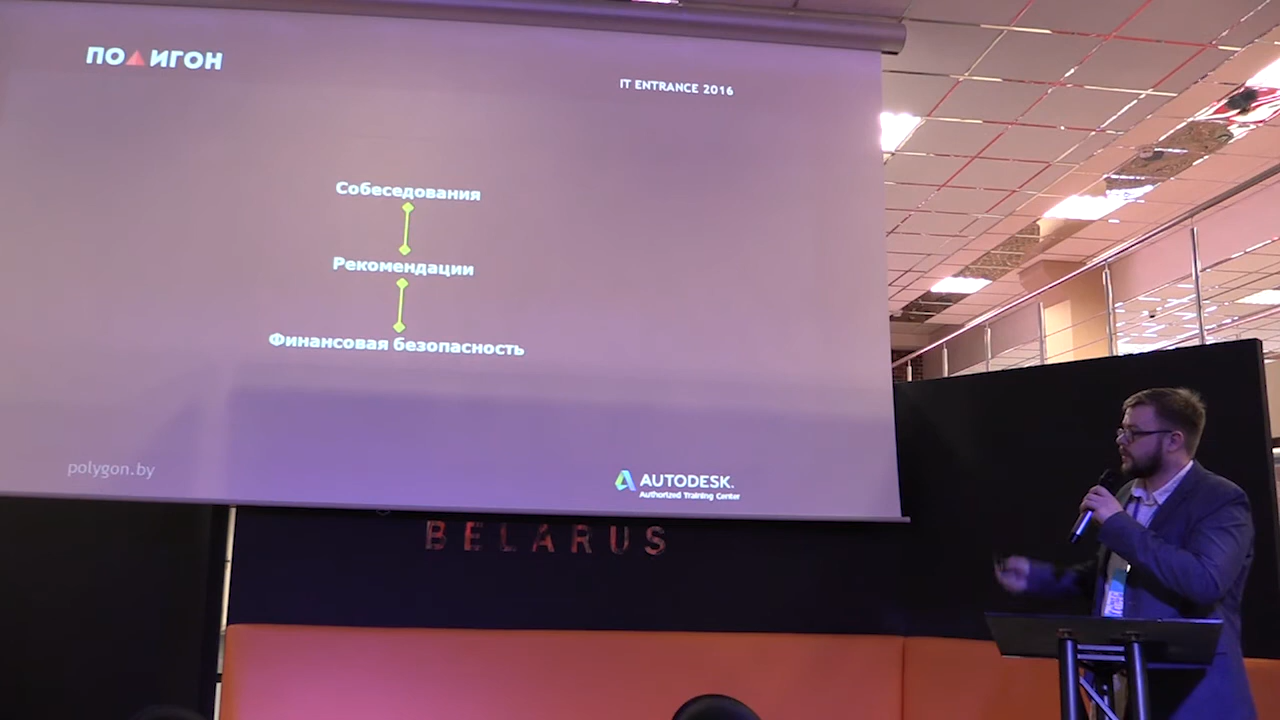 ПОЛИГОН
IT ENTRANCE 2016
Собеседования
Рекомендации
Финансовая безопасность
polygon.by
AUTODESK.
Authorized Training Center
BELARUS